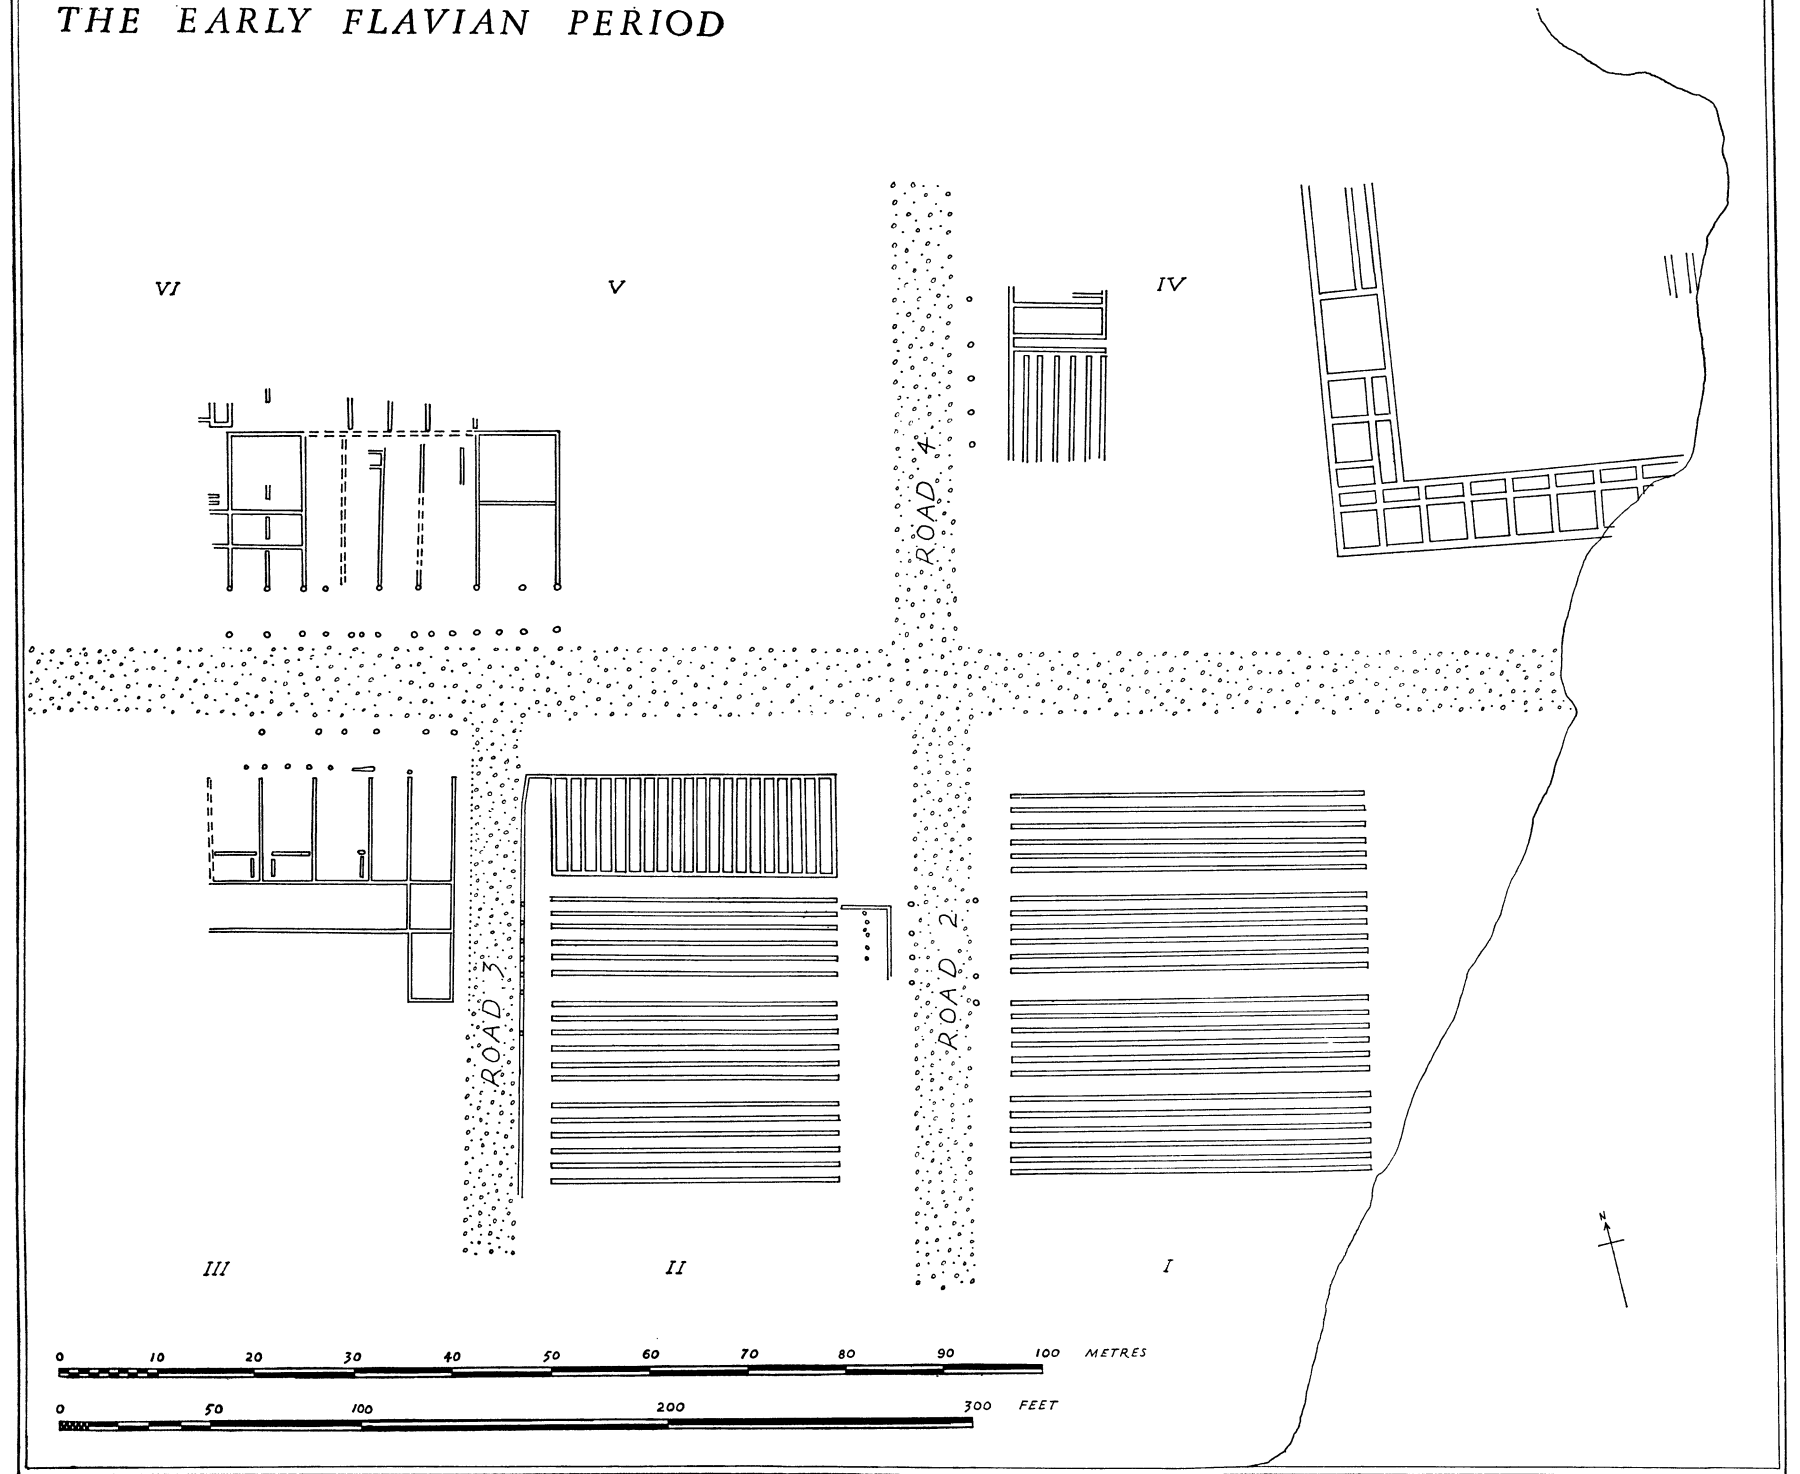 THE EARLY FLAVIAN PERIOD
VI
V
IV
ROAD 4.
ROAD 3
ROAD 2
III
II
I
N
0 10 20 30 40 50 60 70 80 90 100 METRES
0 50 100 200 300 FEET